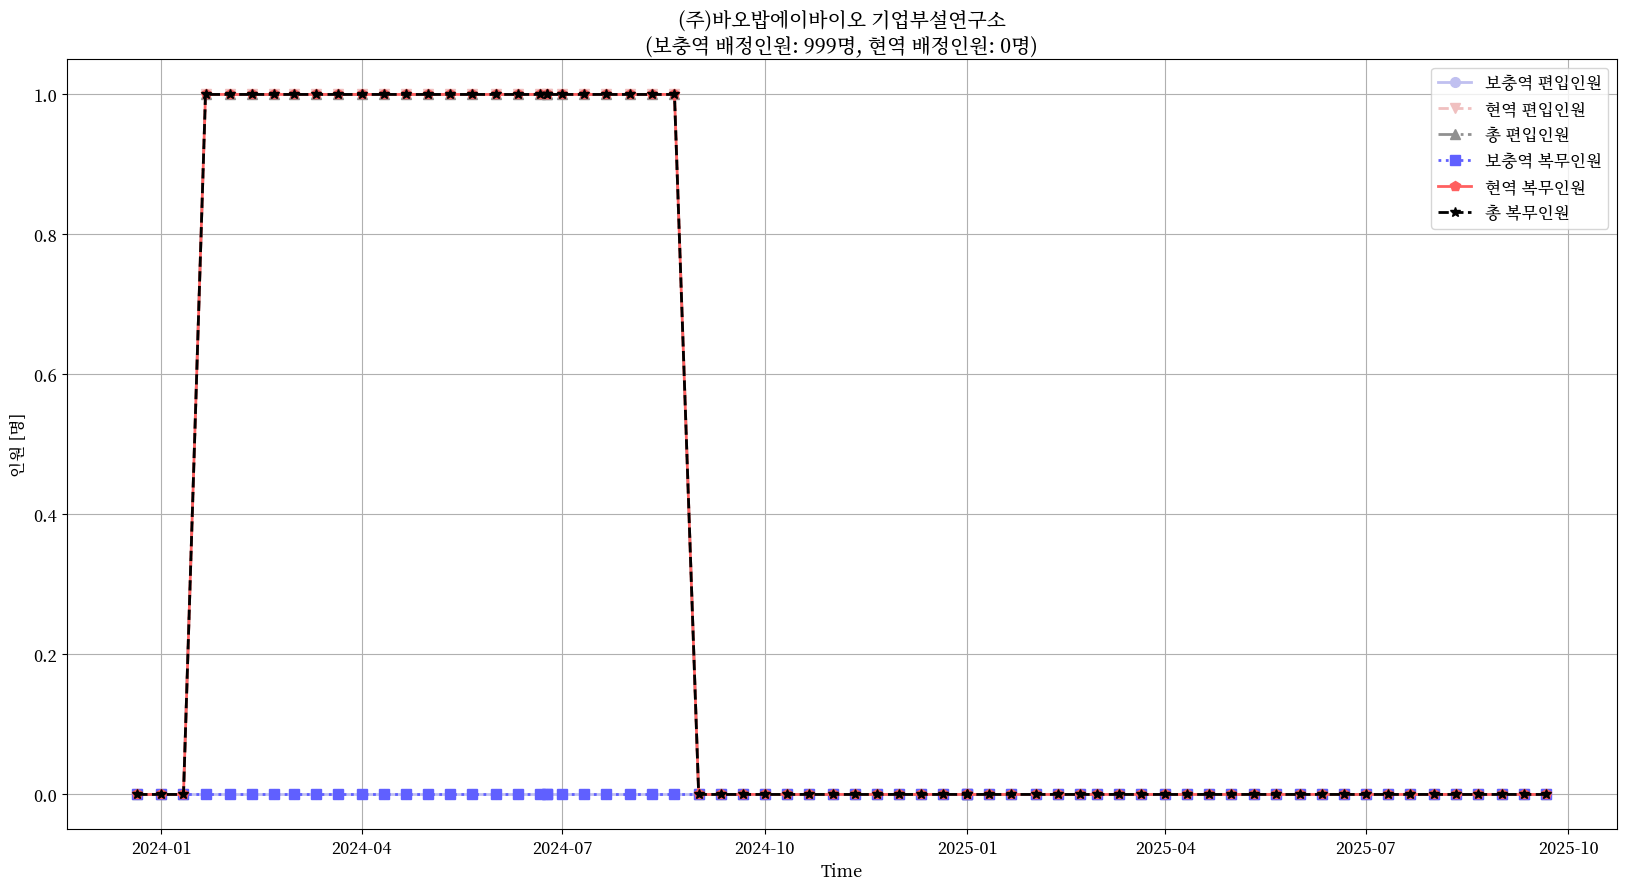 (주)바오밥에이바이오 기업부설연구소
(보충역 배정인원: 999명, 현역 배정인원: 0명)
보충역 편입인원
현역 편입인원
총 편입인원
보충역 복무인원
현역 복무인원
총 복무인원
인원 [명]
1.0
0.8
0.6
0.4
0.2
0.0
2024-01
2024-04
2024-07
2024-10
2025-01
2025-04
2025-07
2025-10
Time